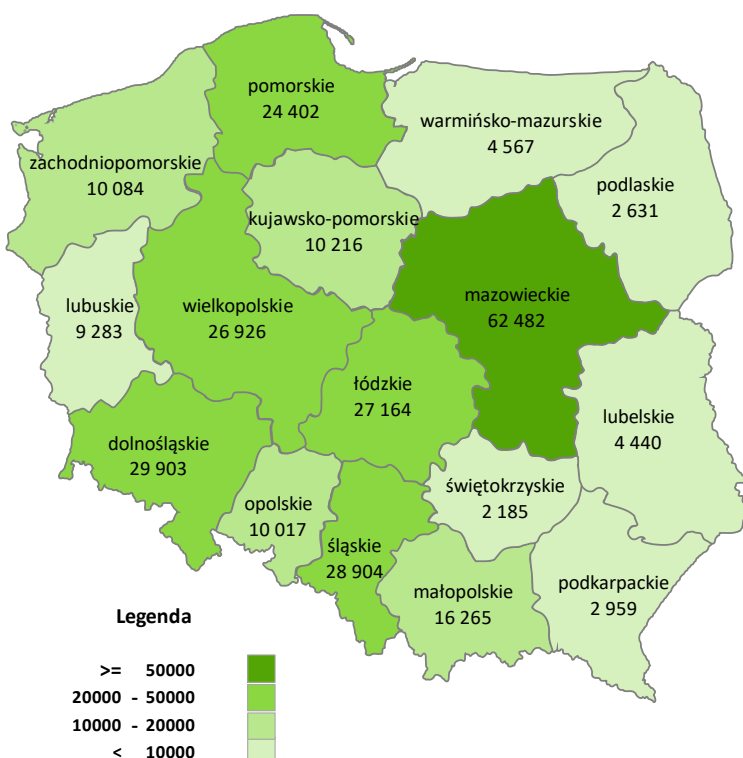 pomorskie
24 402
warmińsko-mazurskie
4 567
zachodniopomorskie
10 084
podlaskie
2 631
kujawsko-pomorskie
10 216
lubuskie
9 283
wielkopolskie
26 926
mazowieckie
62 482
łódzkie
27 164
lubelskie
4 440
dolnośląskie
29 903
świętokrzyskie
2 185
opolskie
10 017
śląskie
28 904
małopolskie
16 265
podkarpackie
2 959
Legenda
>= 50000
20000 - 50000
10000 - 20000
< 10000